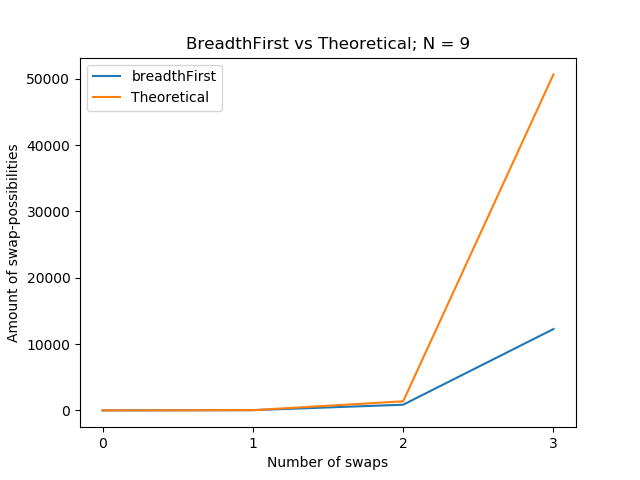 BreadthFirst vs Theoretical; N = 9
breadthFirst
Theoretical
Amount of swap-possibilities
50000
40000
30000
20000
10000
0
0 1 2 3
Number of swaps